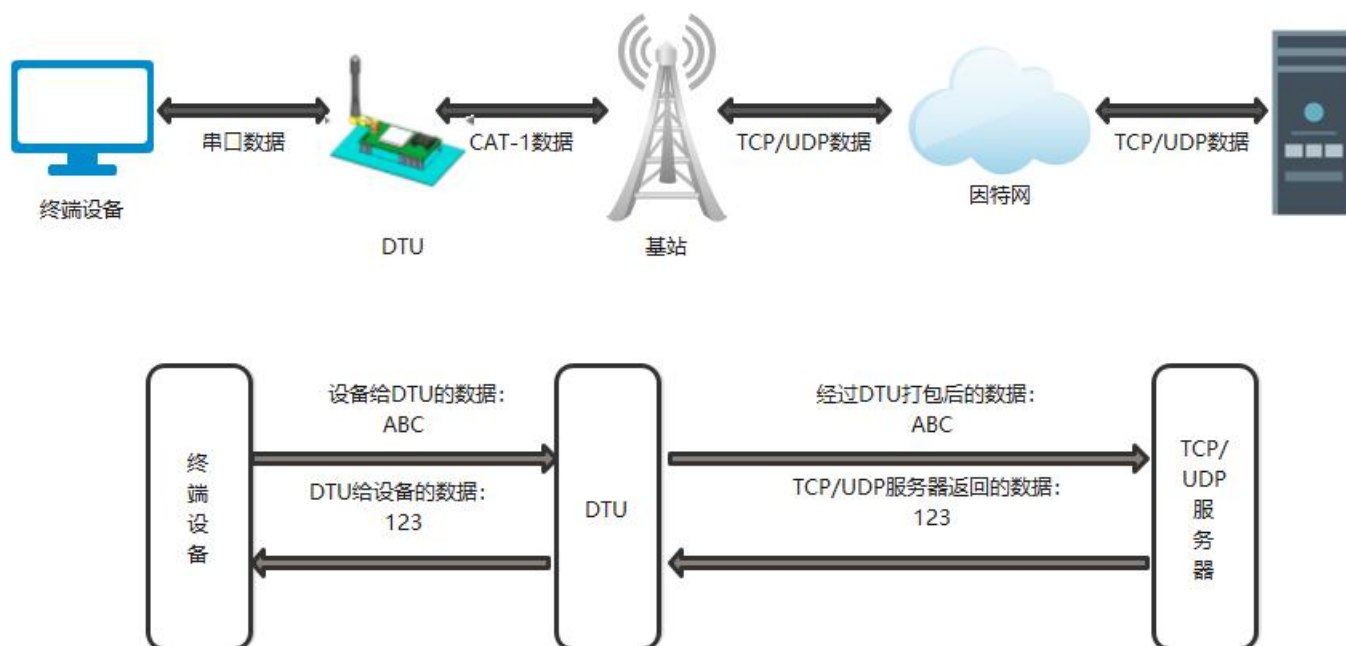 串口数据
CAT-1数据
TCP/UDP数据
TCP/UDP数据
终端设备
DTU
基站
因特网
设备给DTU的数据：
ABC
经过DTU打包后的数据：
ABC
终
端
设
备
DTU给设备的数据：
123
DTU
TCP/UDP服务器返回的数据：
123
TCP/
UDP
服
务
器